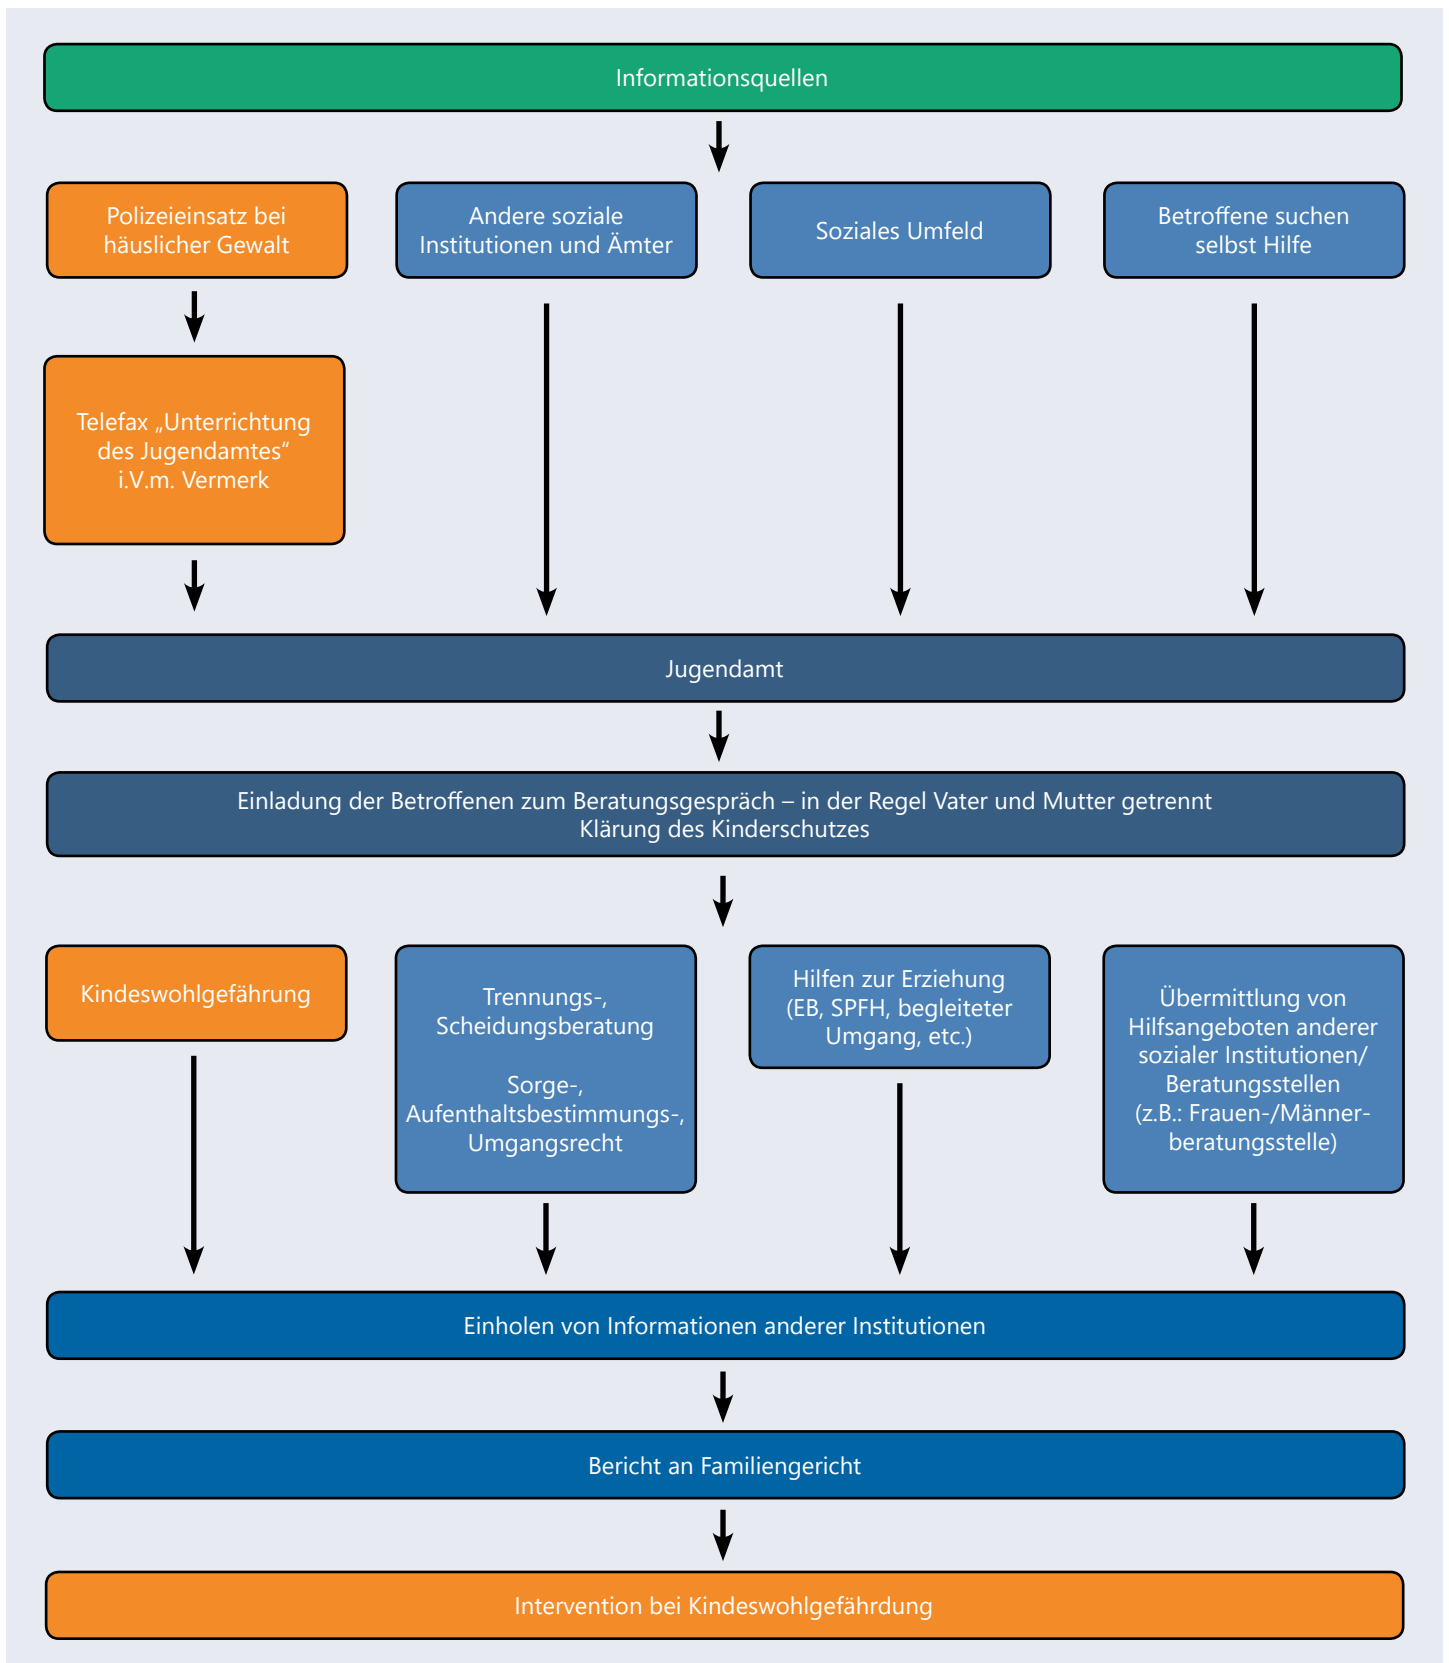 Informationsquellen
Polizeieinsatz bei
häuslicher Gewalt
Andere soziale
Institutionen und Ämter
Soziales Umfeld
Betroffene suchen
selbst Hilfe
Telefax „Unterrichtung
des Jugendamtes“
i.V.m. Vermerk
Jugendamt
Einladung der Betroffenen zum Beratungsgespräch – in der Regel Vater und Mutter getrennt
Klärung des Kinderschutzes
Kindeswohlgefährung
Trennungs-,
Scheidungsberatung
Sorge-,
Aufenthaltsbestimmungs-,
Umgangsrecht
Hilfen zur Erziehung
(EB, SPFH, begleiteter
Umgang, etc.)
Übermittlung von
Hilfsangeboten anderer
sozialer Institutionen/
Beratungsstellen
(z.B.: Frauen-/Männer-
beratungsstelle)
Einholen von Informationen anderer Institutionen
Bericht an Familiengericht
Intervention bei Kindeswohlgefährdung